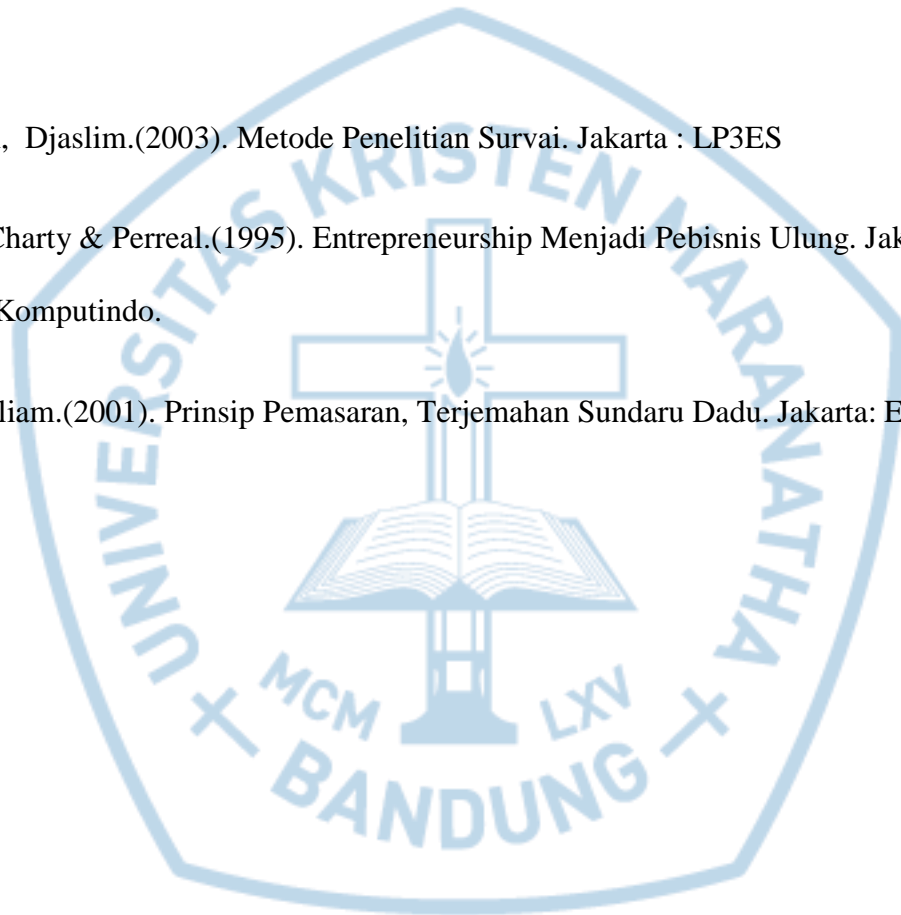 , Djaslim.(2003). Metode Penelitian Survai. Jakarta : LP3ES
Charty & Perreal.(1995). Entrepreneurship Menjadi Pebisnis Ulung. Jak
Komputindo.
liam.(2001). Prinsip Pemasaran, Terjemahan Sundaru Dadu. Jakarta: E
UNIVERSITAS KRISTEN MARANATHA
MCM LXV
BANDUNG